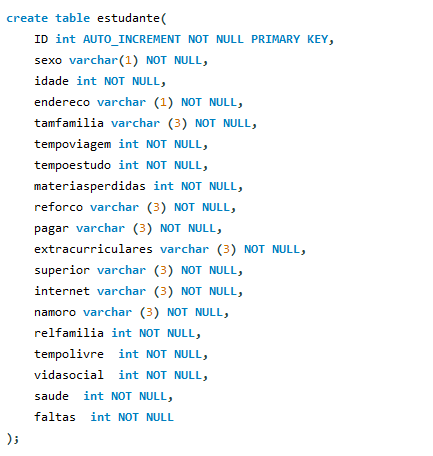 create table estudante(
ID int AUTO_INCREMENT NOT NULL PRIMARY KEY,
sexo varchar(1) NOT NULL,
idade int NOT NULL,
endereco varchar (1) NOT NULL,
tamfamilia varchar (3) NOT NULL,
tempoviagem int NOT NULL,
tempoestudo int NOT NULL,
materiasperdidas int NOT NULL,
reforco varchar (3) NOT NULL,
pagar varchar (3) NOT NULL,
extracurriculares varchar (3) NOT NULL,
superior varchar (3) NOT NULL,
internet varchar (3) NOT NULL,
namoro varchar (3) NOT NULL,
relfamilia int NOT NULL,
tempolivre  int NOT NULL,
vidasocial  int NOT NULL,
saude  int NOT NULL,
faltas  int NOT NULL
);